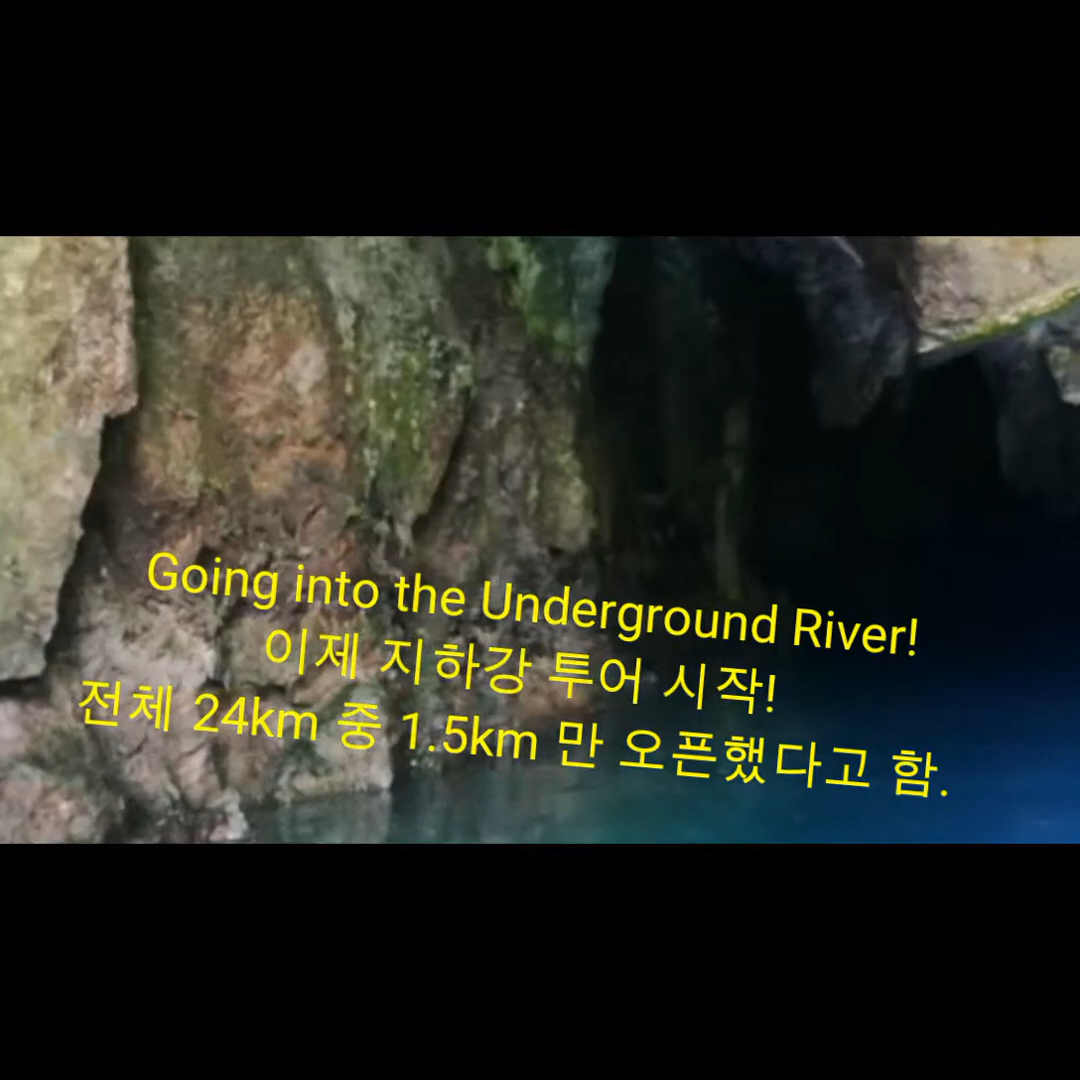 Going into the Underground River!
이제 지하강 투어 시작!
전체 24km 중 1.5km 만 오픈했다고 함.